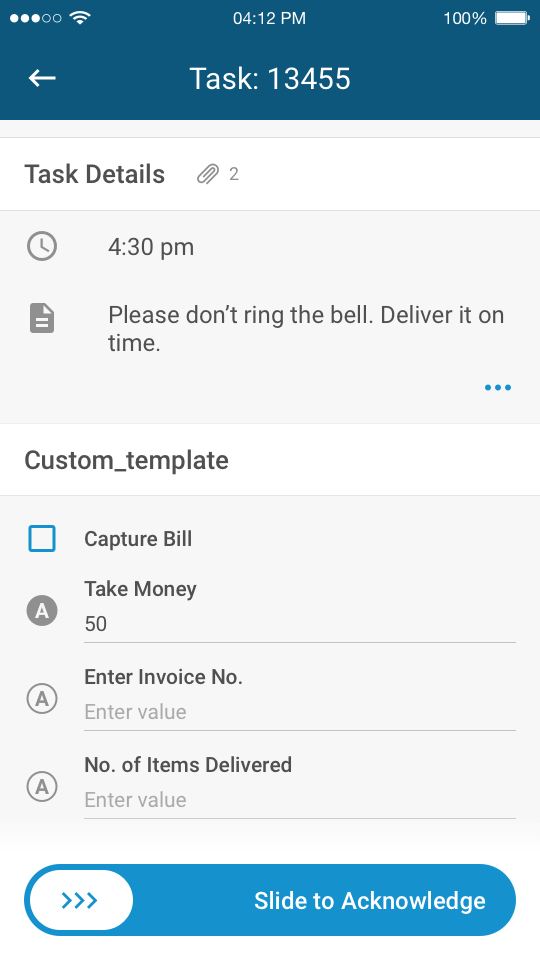 04:12 PM
100%
Task: 13455
Task Details
2
4:30 pm
Please don’t ring the bell. Deliver it on
time.
Custom_template
Capture Bill
Take Money
A
50
Enter Invoice No.
A
Enter value
No. of Items Delivered
A
Enter value
Slide to Acknowledge